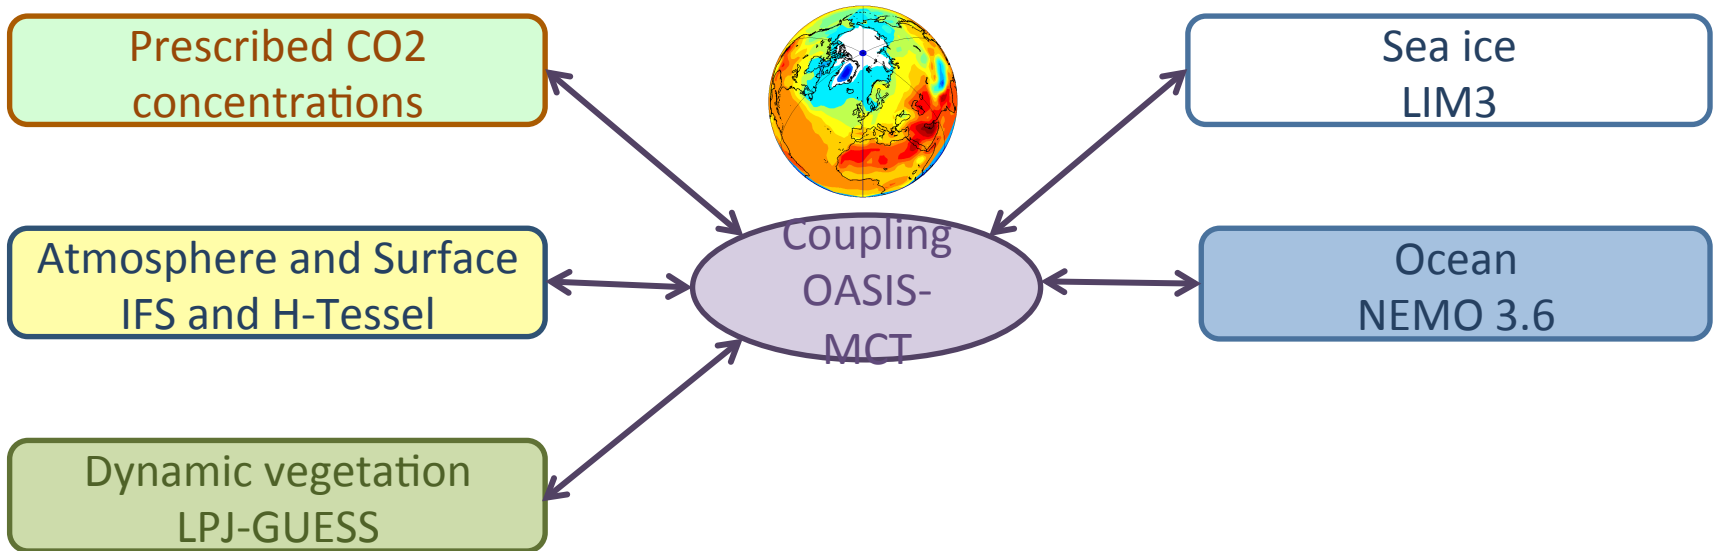 Prescribed CO2
concentrations
Sea ice
LIM3
Atmosphere and Surface
IFS and H-Tessel
Coupling
OASIS-
MCT
Ocean
NEMO 3.6
Dynamic vegetation
LPJ-GUESS